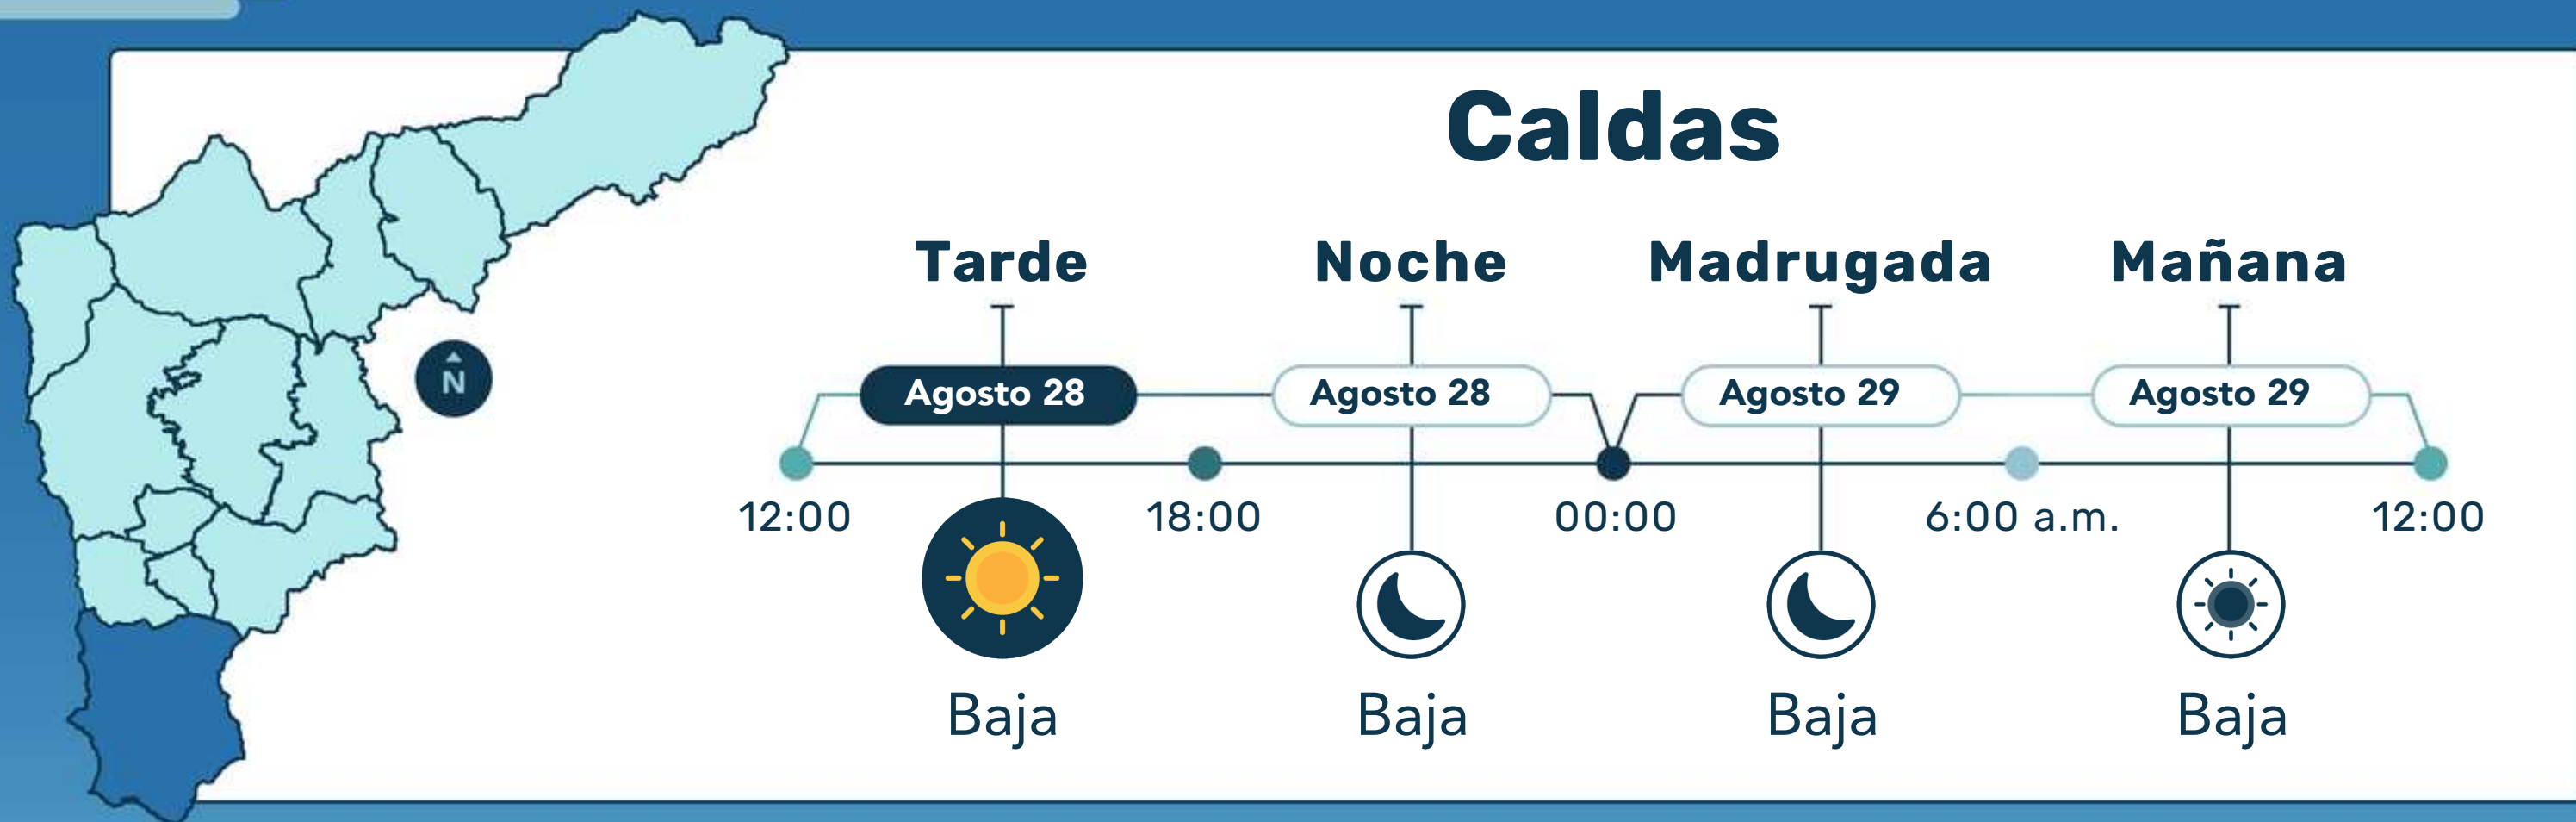 Caldas
Tarde Noche Madrugada Mañana
Agosto 28 Agosto 28 Agosto 29 Agosto 29
N
12:00 18:00 00:00 6:00 a.m. 12:00
Baja Baja Baja Baja